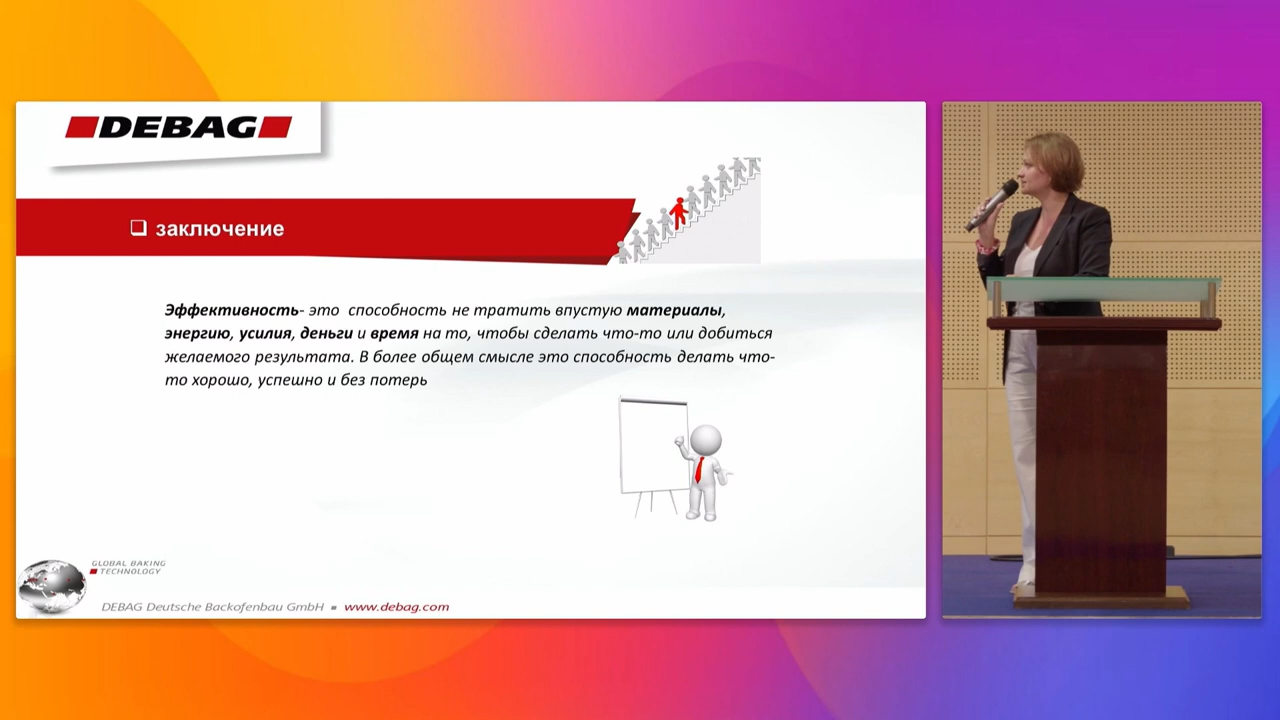 DEBAG
❑ заключение
Эффективность- это способность не тратить впустую материалы,
энергию, усилия, деньги и время на то, чтобы сделать что-то или добиться
желаемого результата. В более общем смысле это способность делать что-
то хорошо, успешно и без потерь
GLOBAL BAKING
TECHNOLOGY
DEBAG Deutsche Backofenbau GmbH ▪ www.debag.com